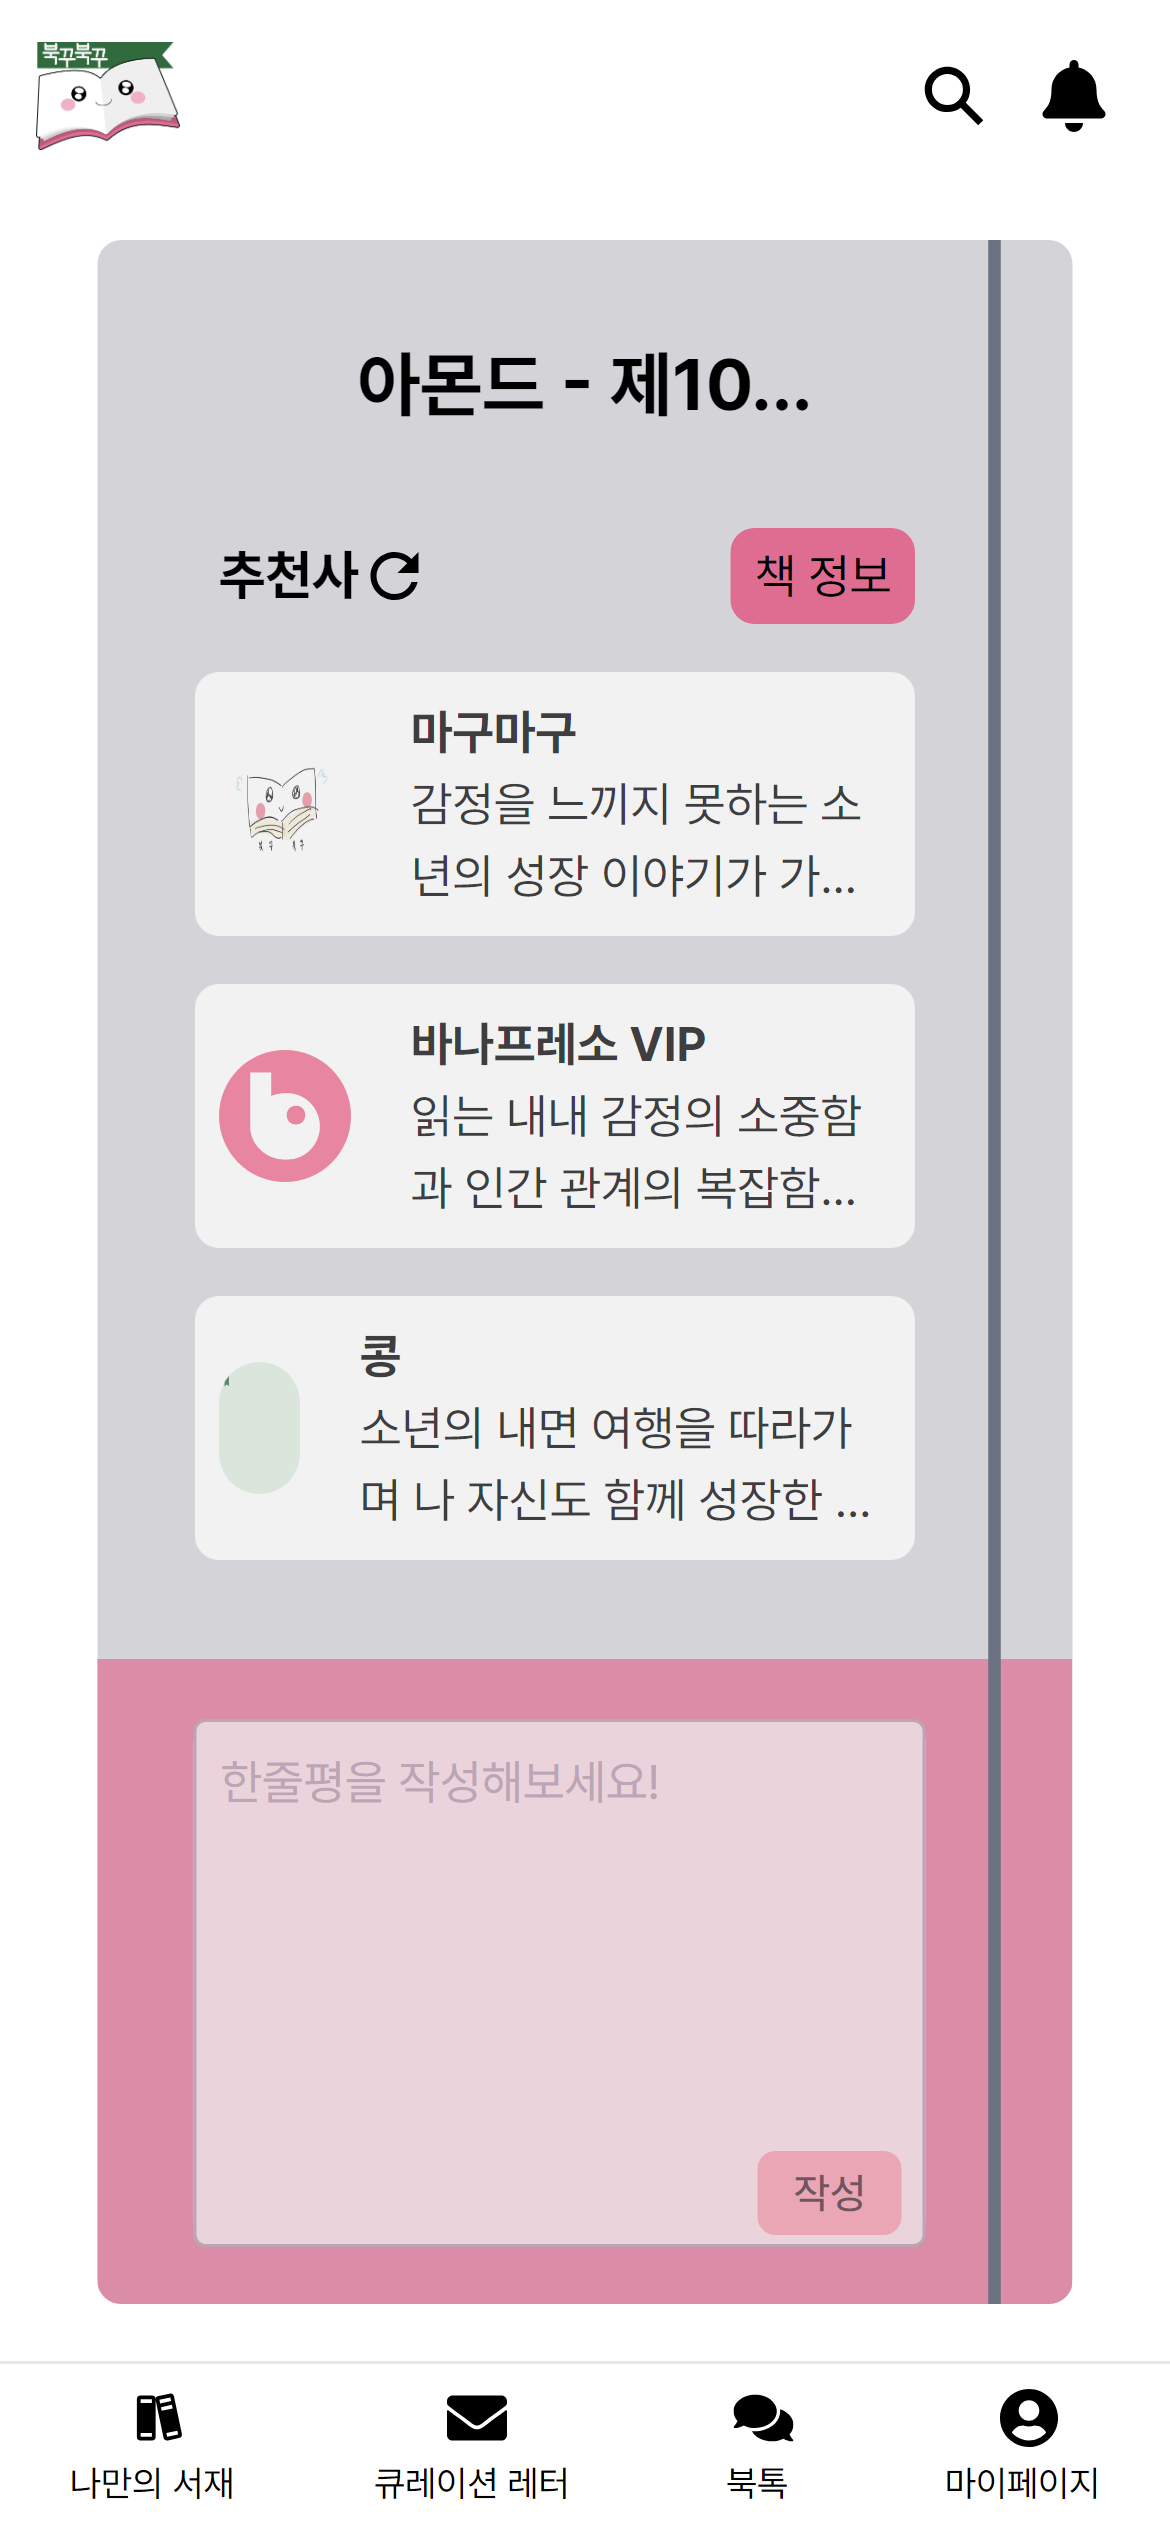 북꾸북꾸
아몬드 - 제10...
추천사
책 정보
마구마구
감정을 느끼지 못하는 소
년의 성장 이야기가 가...
바나프레소 VIP
읽는 내내 감정의 소중함
과 인간 관계의 복잡함...
콩
소년의 내면 여행을 따라가
며 나 자신도 함께 성장한 ...
한줄평을 작성해보세요!
작성
나만의 서재
큐레이션 레터
북톡
마이페이지